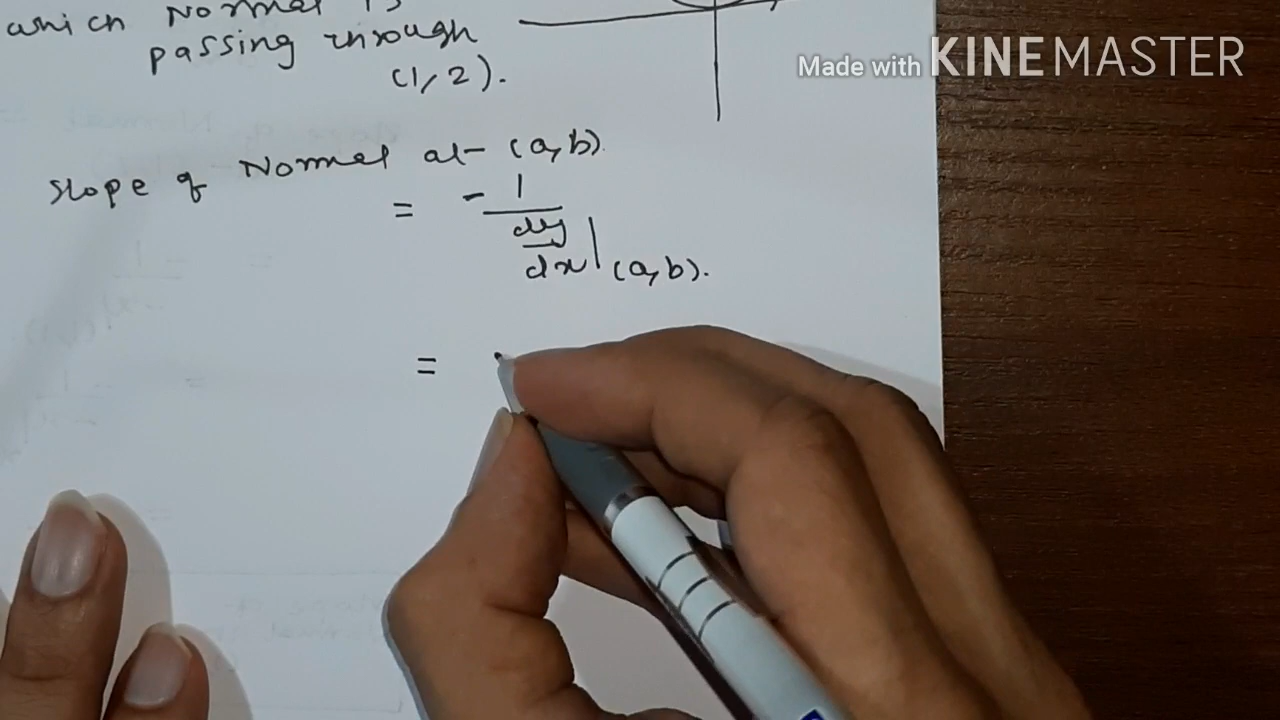 which Normal is
passing through
(1, 2).
Made with KINEMASTER
Slope of Normal at (a, b).
= - 1
dy
dx (a, b).
=